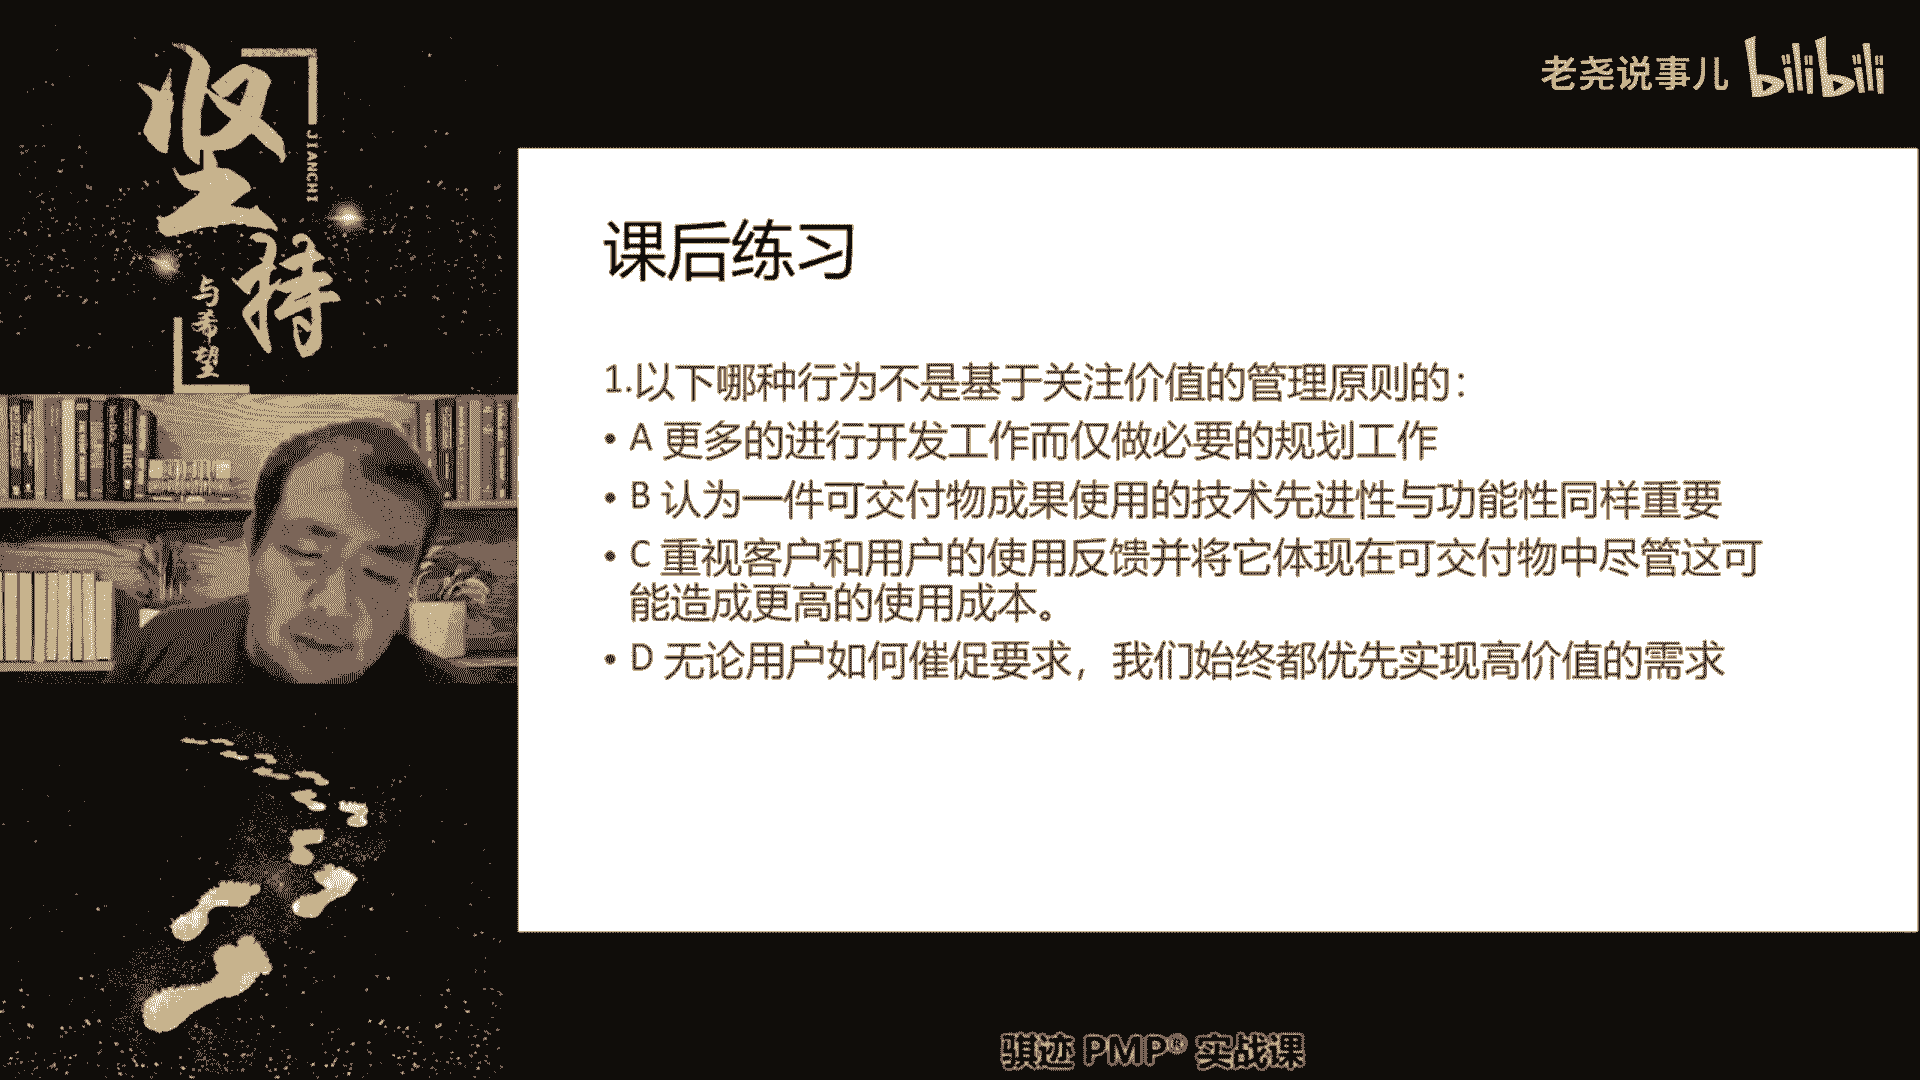 坚持
JIANCHI
与希望
老尧说事儿 bilibili
课后练习
1.以下哪种行为不是基于关注价值的管理原则的：
• A 更多的进行开发工作而仅做必要的规划工作
• B 认为一件可交付物成果使用的技术先进性与功能性同样重要
• C 重视客户和用户的使用反馈并将它体现在可交付物中尽管这可
能造成更高的使用成本。
• D 无论用户如何催促要求，我们始终都优先实现高价值的需求
骐迹 PMP® 实战课